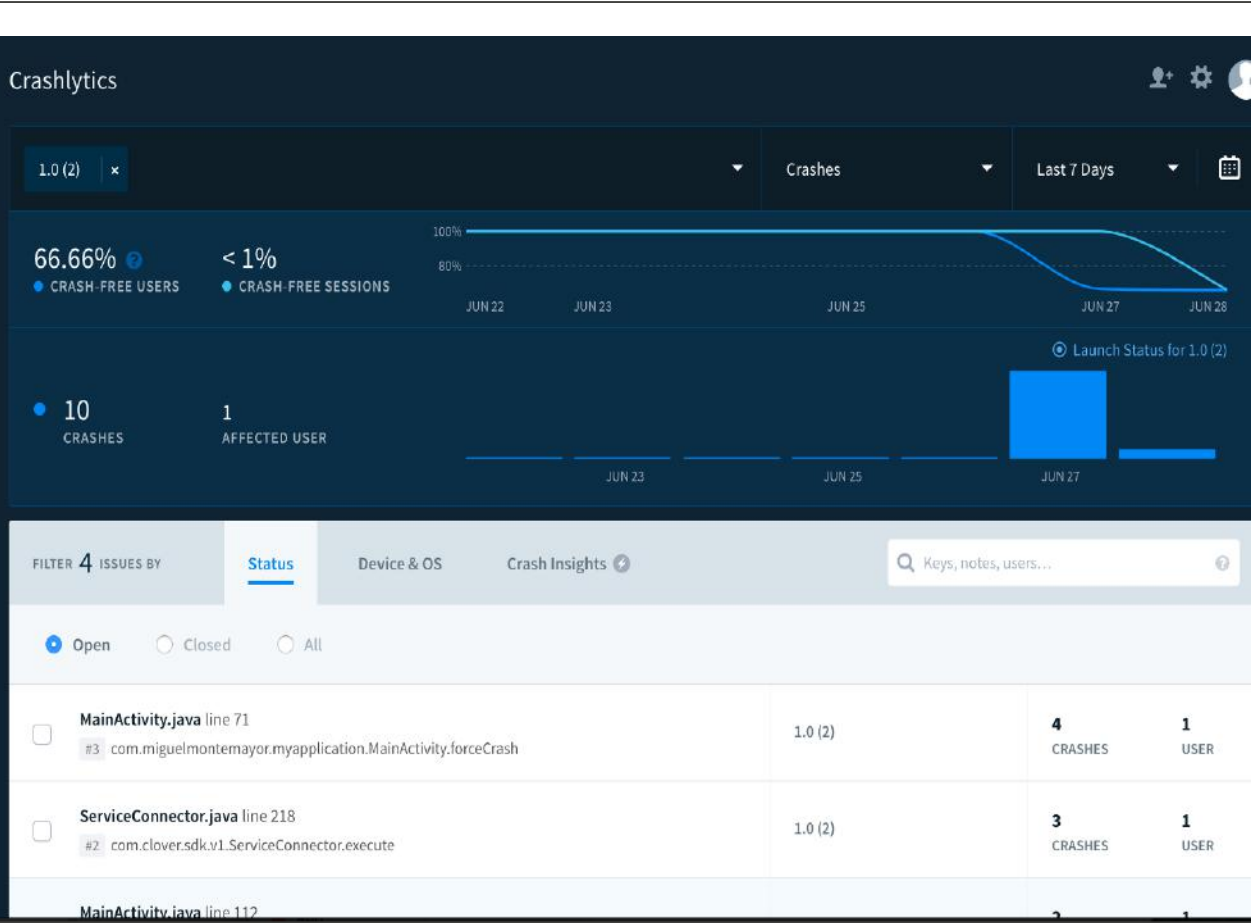 Crashlytics
1.0 (2) ×
Crashes
Last 7 Days
66.66% ?
CRASH-FREE USERS
< 1%
CRASH-FREE SESSIONS
100%
80%
JUN 22 JUN 23 JUN 25 JUN 27 JUN 28
Launch Status for 1.0 (2)
10
CRASHES
1
AFFECTED USER
JUN 23 JUN 25 JUN 27
FILTER 4 ISSUES BY
Status
Device & OS
Crash Insights
Keys, notes, users...
?
Open
Closed
All
MainActivity.java line 71
#3 com.miguelmontemayor.myapplication.MainActivity.forceCrash
1.0 (2)
4
CRASHES
1
USER
ServiceConnector.java line 218
#2 com.clover.sdk.v1.ServiceConnector.execute
1.0 (2)
3
CRASHES
1
USER
MainActivity.java line 112